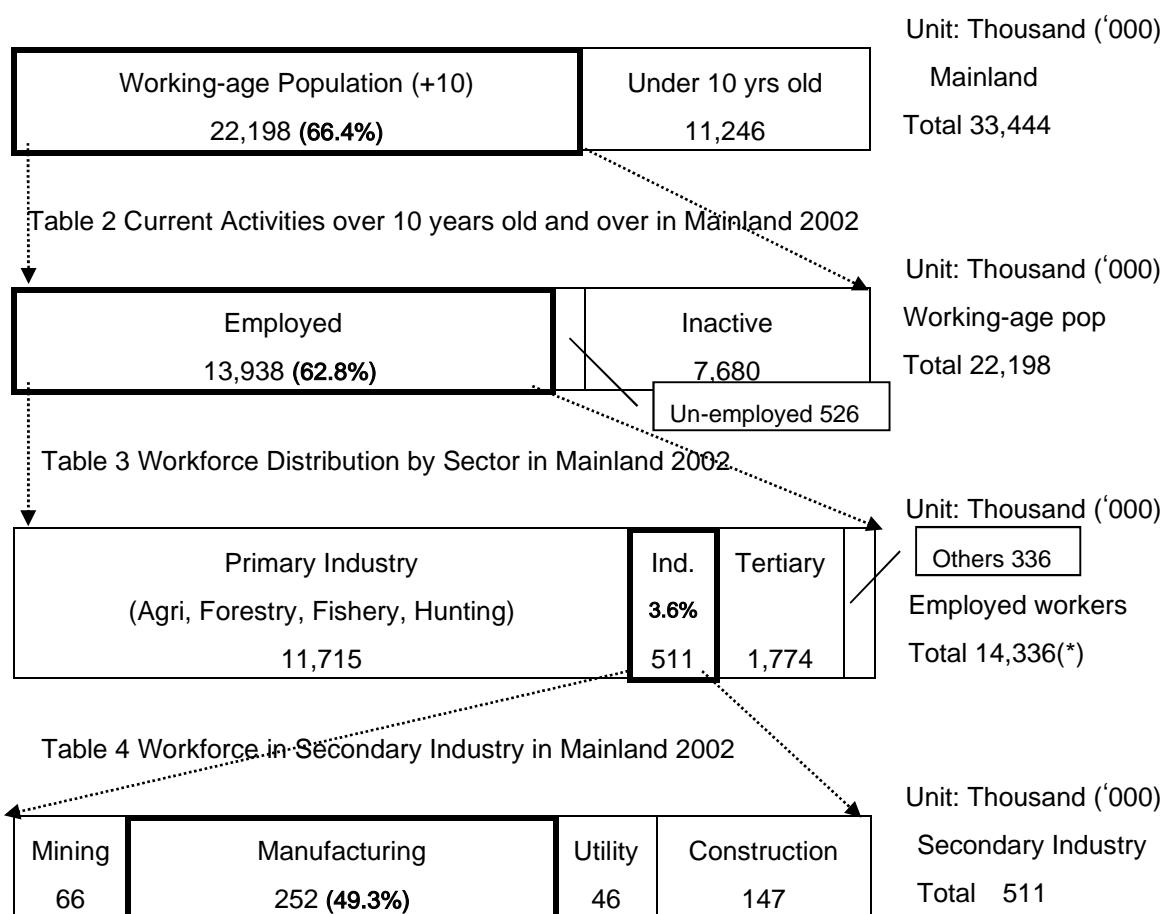 Unit: Thousand (‘000)
Working-age Population (+10)
22,198 (66.4%)
Under 10 yrs old
11,246
Mainland
Total 33,444
Table 2 Current Activities over 10 years old and over in Mainland 2002
Unit: Thousand (‘000)
Employed
13,938 (62.8%)
Inactive
7,680
Un-employed 526
Working-age pop
Total 22,198
Table 3 Workforce Distribution by Sector in Mainland 2002
Unit: Thousand (‘000)
Primary Industry
(Agri, Forestry, Fishery, Hunting)
11,715
Ind.
3.6%
511
Tertiary
1,774
Others 336
Employed workers
Total 14,336(*)
Table 4 Workforce in Secondary Industry in Mainland 2002
Unit: Thousand (‘000)
Mining
66
Manufacturing
252 (49.3%)
Utility
46
Construction
147
Secondary Industry
Total 511